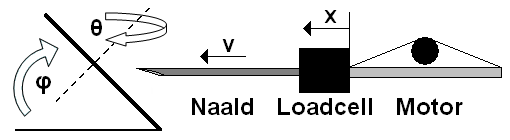 θ
v
x
φ
Naald Loadcell Motor